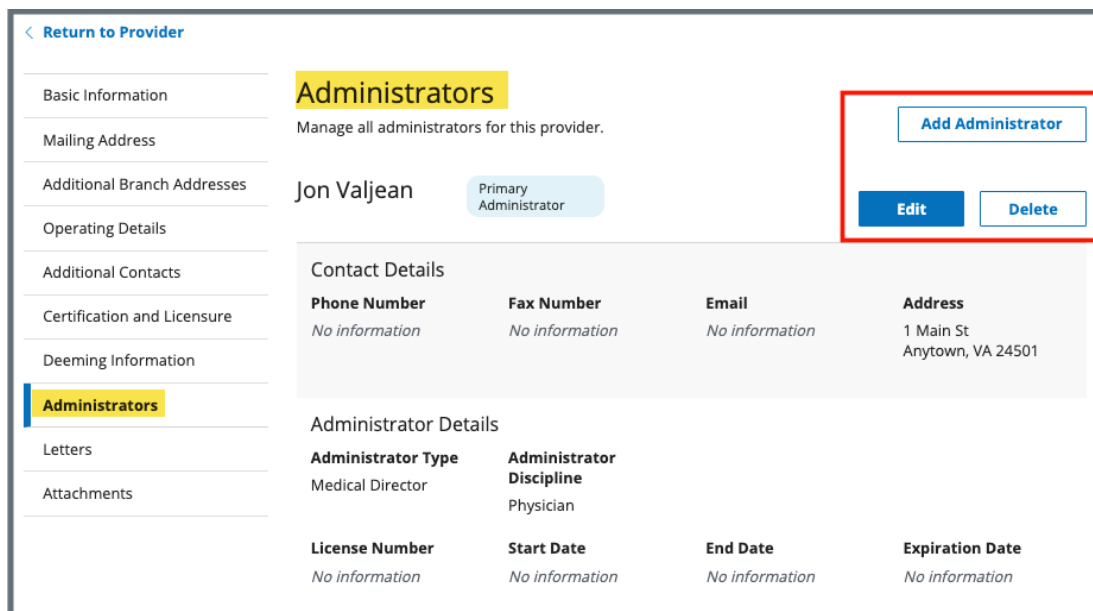 Return to Provider
Basic Information
Mailing Address
Additional Branch Addresses
Operating Details
Additional Contacts
Certification and Licensure
Deeming Information
Administrators
Letters
Attachments
Administrators
Manage all administrators for this provider.
Add Administrator
Jon Valjean
Primary
Administrator
Edit Delete
Contact Details
Phone Number Fax Number Email Address
No information No information No information 1 Main St
Anytown, VA 24501
Administrator Details
Administrator Type Administrator
Discipline
Medical Director
Physician
License Number Start Date End Date Expiration Date
No information No information No information No information